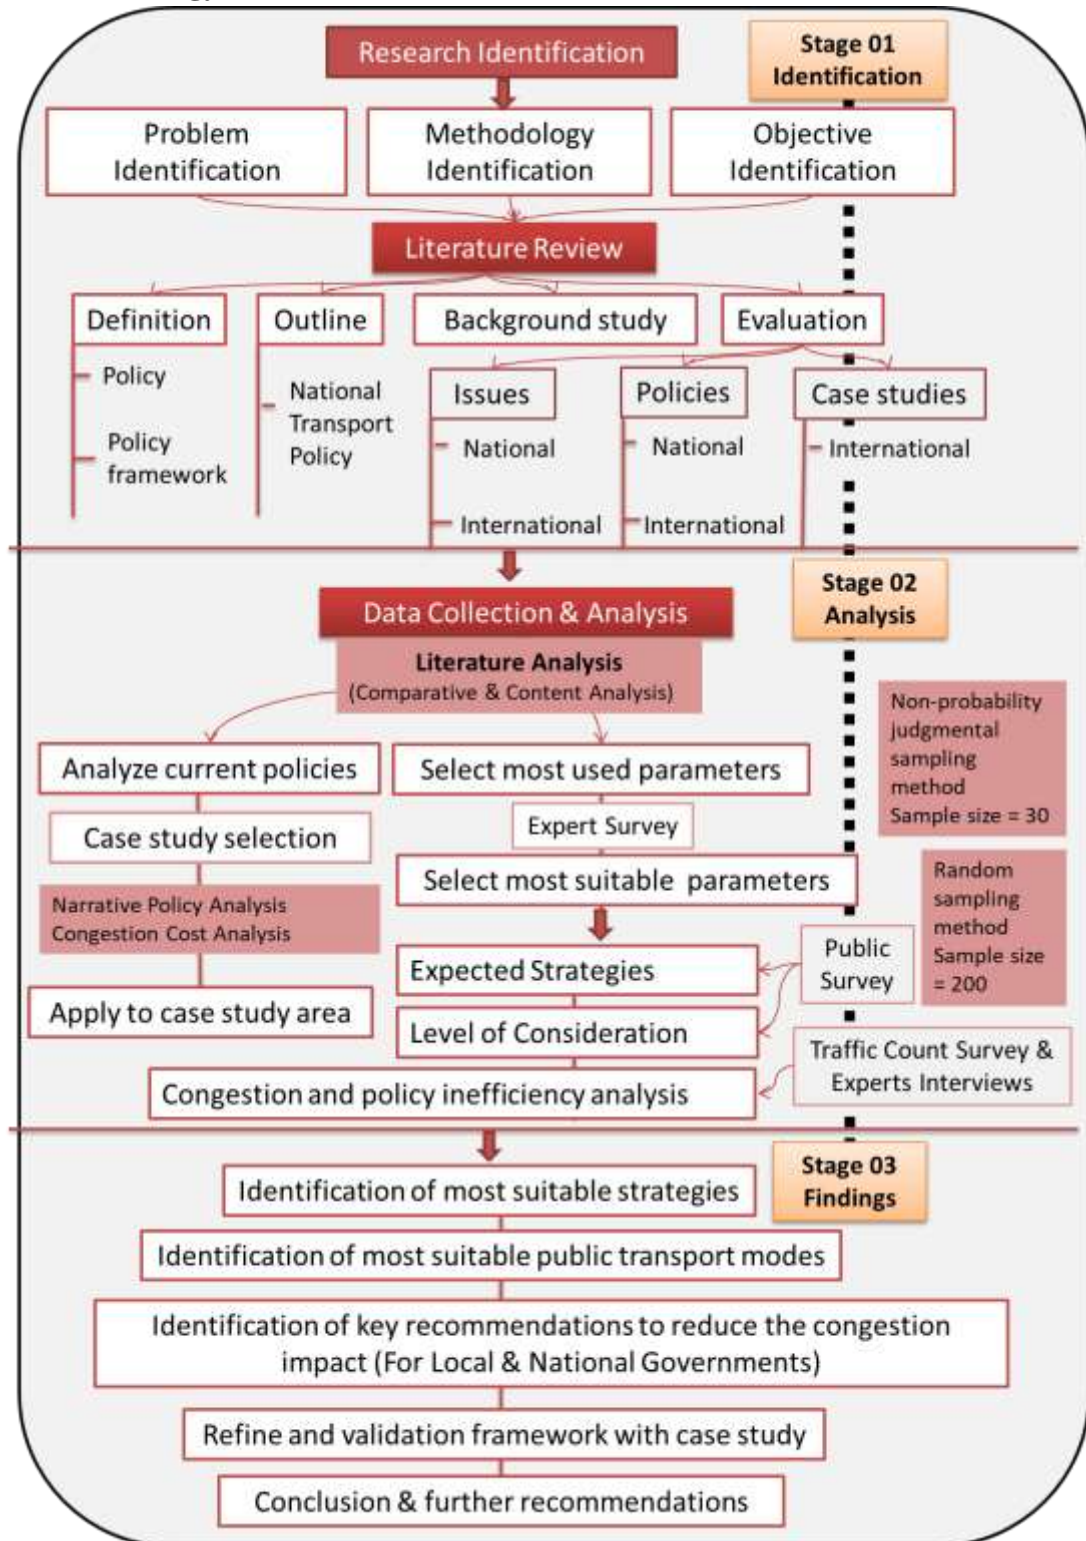 Research Identification
Stage 01
Identification
Problem
Identification
Methodology
Identification
Objective
Identification
Literature Review
Definition
Outline
Background study
Evaluation
Policy
Policy
framework
National
Transport
Policy
Issues
Policies
Case studies
National
International
National
International
International
Stage 02
Analysis
Data Collection & Analysis
Literature Analysis
(Comparative & Content Analysis)
Non-probability
judgmental
sampling
method
Sample size = 30
Analyze current policies
Select most used parameters
Case study selection
Expert Survey
Select most suitable parameters
Narrative Policy Analysis
Congestion Cost Analysis
Random
sampling
method
Sample size
= 200
Expected Strategies
Public
Survey
Apply to case study area
Level of Consideration
Traffic Count Survey &
Experts Interviews
Congestion and policy inefficiency analysis
Stage 03
Findings
Identification of most suitable strategies
Identification of most suitable public transport modes
Identification of key recommendations to reduce the congestion
impact (For Local & National Governments)
Refine and validation framework with case study
Conclusion & further recommendations